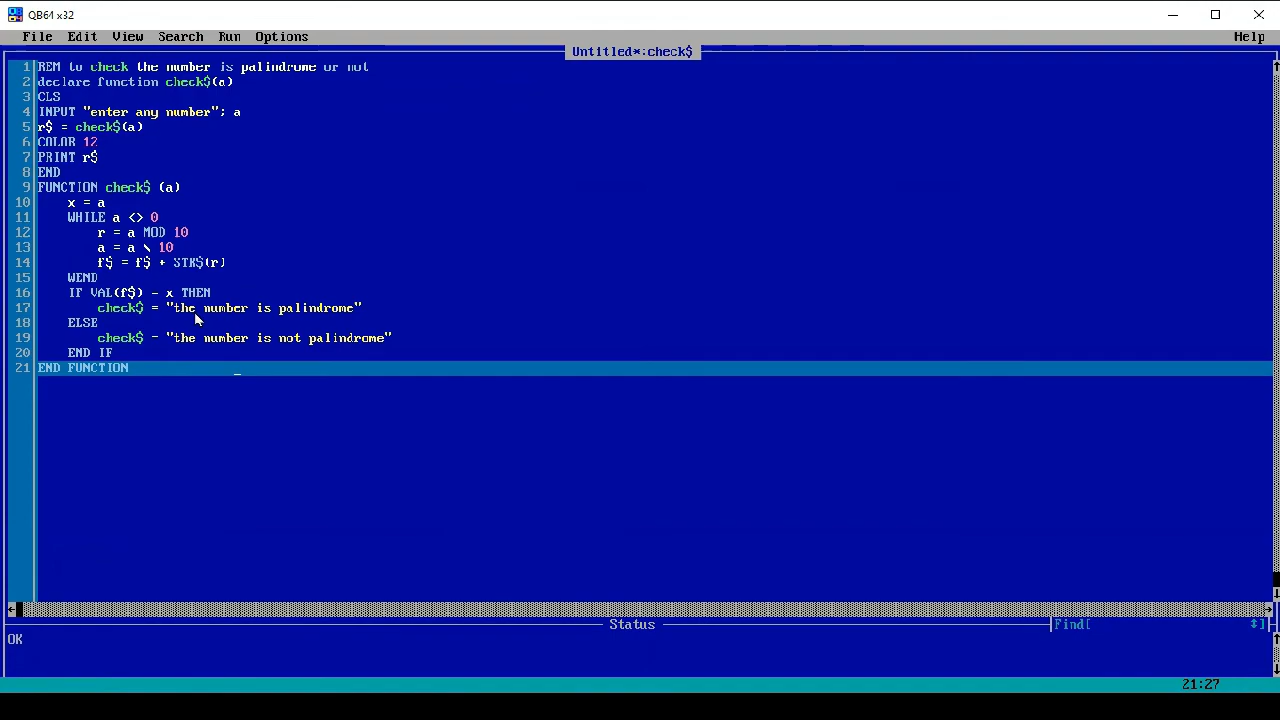 QB64 x32
File Edit View Search Run Options Help
Untitled*:check$
1 REM to check the number is palindrome or not
2 declare function check$(a)
3 CLS
4 INPUT "enter any number"; a
5 r$ = check$(a)
6 COLOR 12
7 PRINT r$
8 END
9 FUNCTION check$ (a)
10 x = a
11 WHILE a <> 0
12 r = a MOD 10
13 a = a \ 10
14 f$ = f$ + STR$(r)
15 WEND
16 IF VAL(f$) = x THEN
17 check$ = "the number is palindrome"
18 ELSE
19 check$ = "the number is not palindrome"
20 END IF
21 END FUNCTION
Status
Find[ ]
OK
21:27